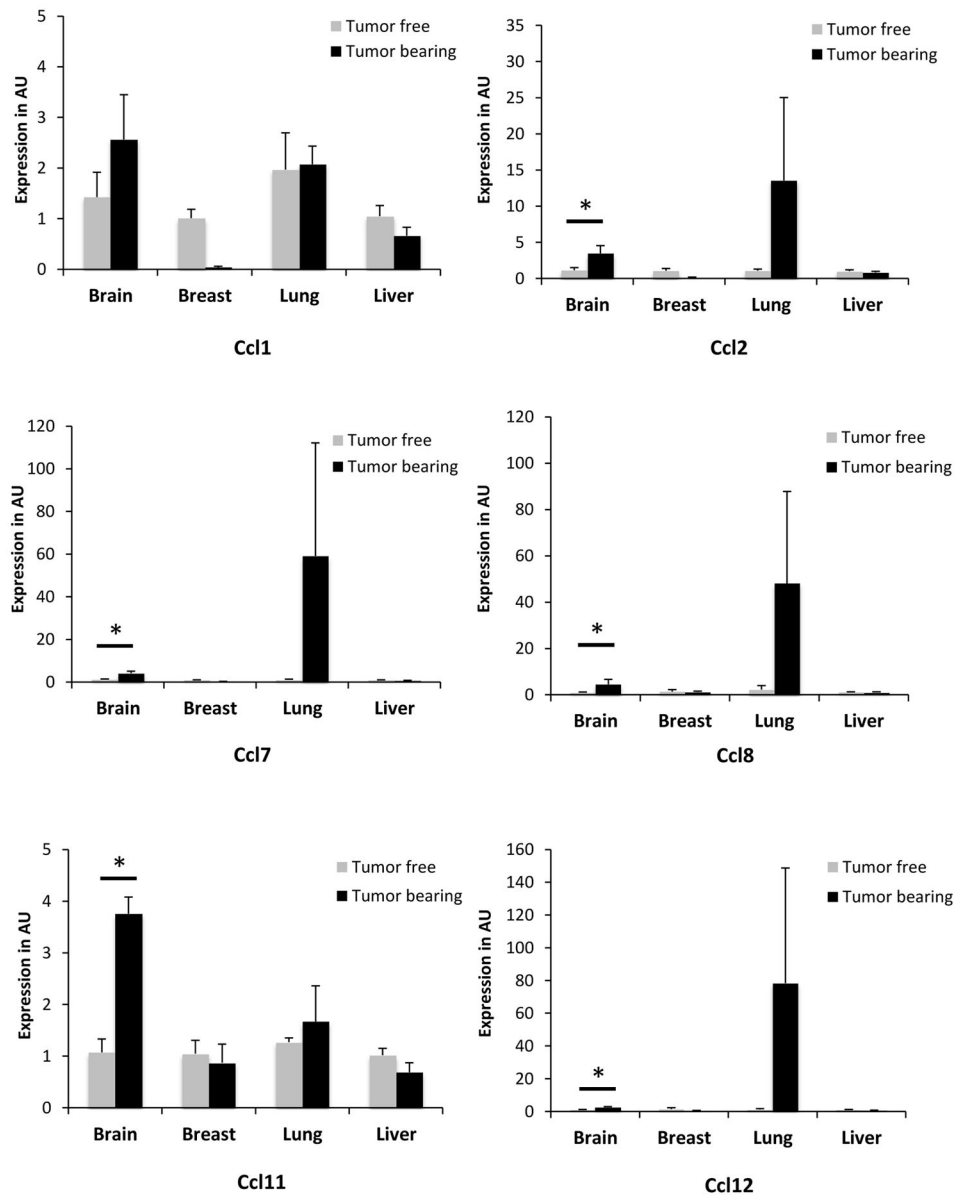 5
4
3
2
1
0
Expression in AU
Tumor free
Tumor bearing
Brain Breast Lung Liver
Ccl1
35
30
25
20
15
10
5
0
Expression in AU
Tumor free
Tumor bearing
*
Brain Breast Lung Liver
Ccl2
120
100
80
60
40
20
0
Expression in AU
Tumor free
Tumor bearing
*
Brain Breast Lung Liver
Ccl7
120
100
80
60
40
20
0
Expression in AU
Tumor free
Tumor bearing
*
Brain Breast Lung Liver
Ccl8
5
4
3
2
1
0
Expression in AU
Tumor free
Tumor bearing
*
Brain Breast Lung Liver
Ccl11
160
140
120
100
80
60
40
20
0
Expression in AU
Tumor free
Tumor bearing
*
Brain Breast Lung Liver
Ccl12